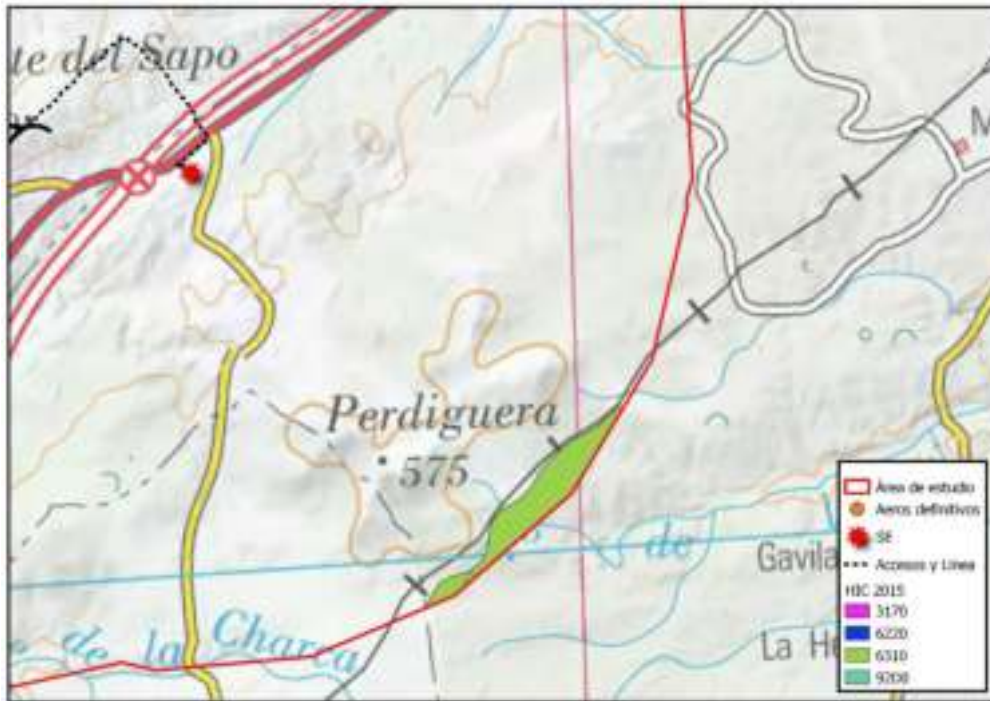 te del Sapo
M
Perdiguera
575
de
Gavila
La He
de la Charca
Área de estudio
Aeros definitivos
SE
Accesos y Línea
HIC 2015
3170
6220
6310